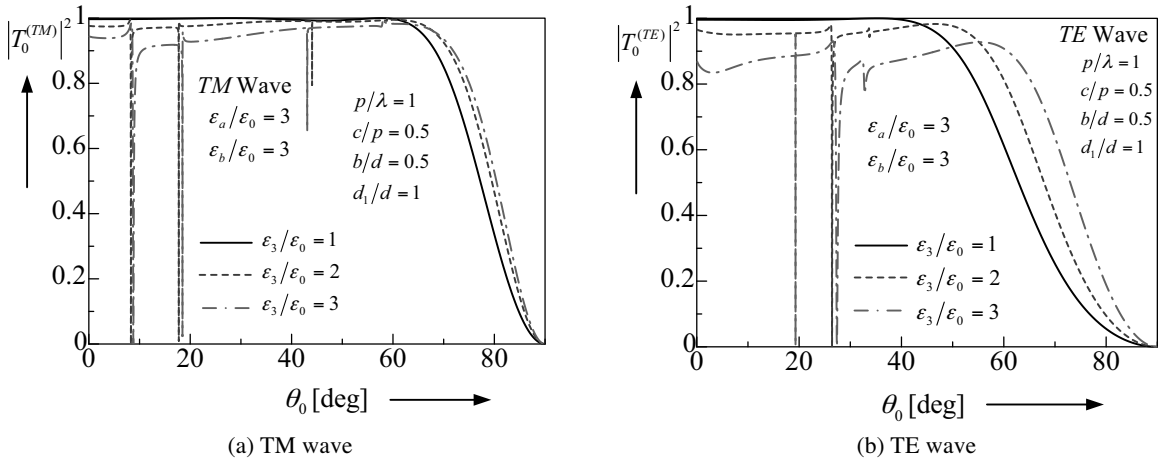 |T₀⁽ᵀᴹ⁾|²
1
0.8
0.6
0.4
0.2
0
TM Wave
εₐ/ε₀ = 3
ε_b/ε₀ = 3
p/λ = 1
c/p = 0.5
b/d = 0.5
d₁/d = 1
ε₃/ε₀ = 1
ε₃/ε₀ = 2
ε₃/ε₀ = 3
0 20 40 60 80
θ₀ [deg]
(a) TM wave
|T₀⁽ᵀᴱ⁾|²
1
0.8
0.6
0.4
0.2
0
TE Wave
p/λ = 1
c/p = 0.5
b/d = 0.5
d₁/d = 1
εₐ/ε₀ = 3
ε_b/ε₀ = 3
ε₃/ε₀ = 1
ε₃/ε₀ = 2
ε₃/ε₀ = 3
0 20 40 60 80
θ₀ [deg]
(b) TE wave